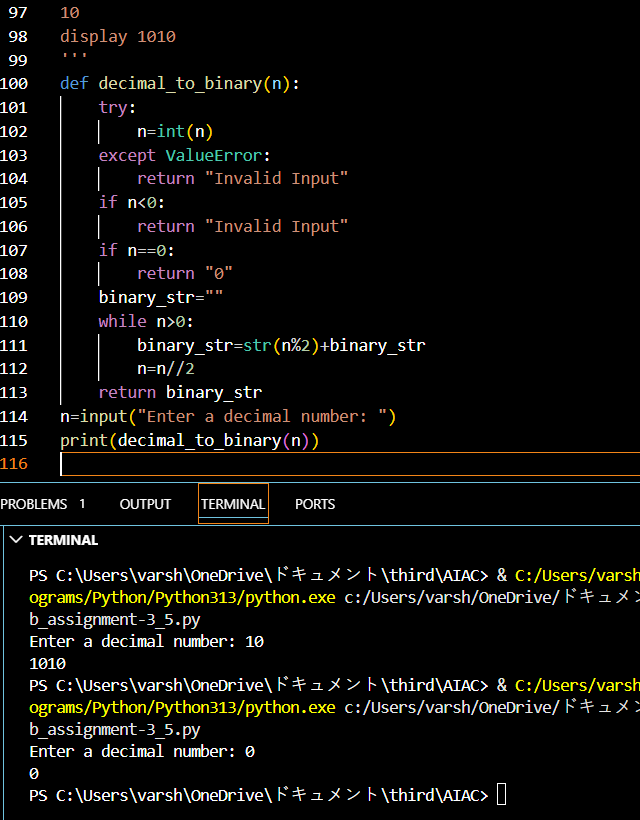 97 10
98 display 1010
99 '''
100 def decimal_to_binary(n):
101     try:
102         n=int(n)
103     except ValueError:
104         return "Invalid Input"
105     if n<0:
106         return "Invalid Input"
107     if n==0:
108         return "0"
109     binary_str=""
110     while n>0:
111         binary_str=str(n%2)+binary_str
112         n=n//2
113     return binary_str
114 n=input("Enter a decimal number: ")
115 print(decimal_to_binary(n))
116
PROBLEMS 1 OUTPUT TERMINAL PORTS
TERMINAL
PS C:\Users\varsh\OneDrive\ドキュメント\third\AIAC> & C:/Users/varsh
ograms/Python/Python313/python.exe c:/Users/varsh/OneDrive/ドキュメン
b_assignment-3_5.py
Enter a decimal number: 10
1010
PS C:\Users\varsh\OneDrive\ドキュメント\third\AIAC> & C:/Users/varsh
ograms/Python/Python313/python.exe c:/Users/varsh/OneDrive/ドキュメン
b_assignment-3_5.py
Enter a decimal number: 0
0
PS C:\Users\varsh\OneDrive\ドキュメント\third\AIAC>